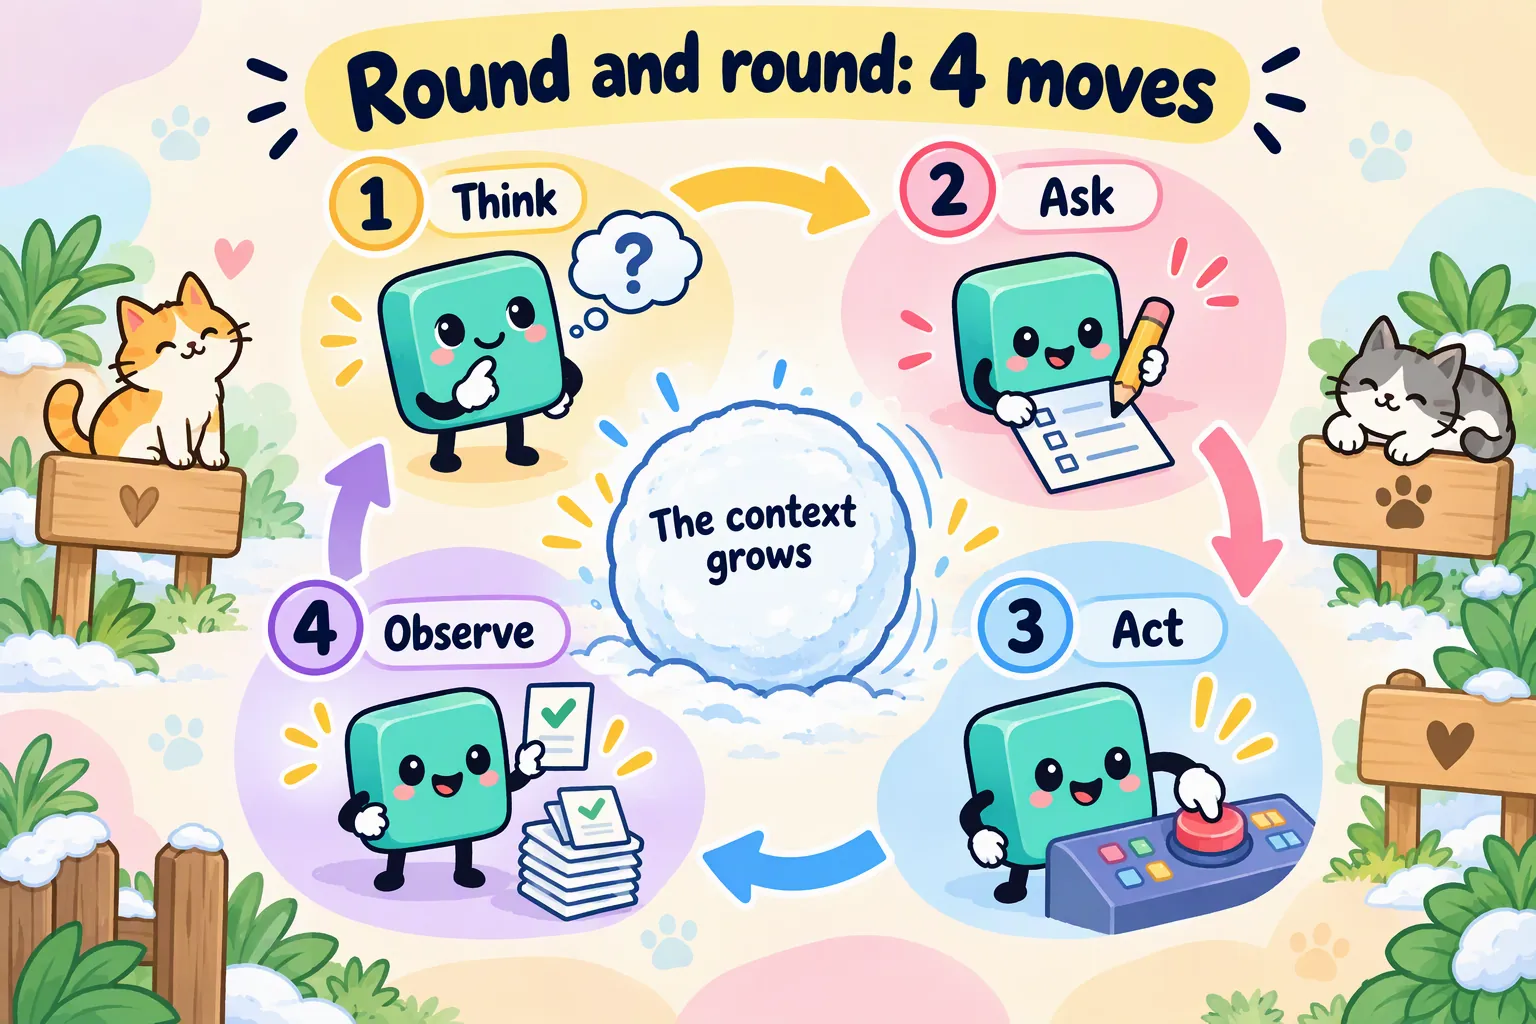 Round and round: 4 moves
1 Think
?
2 Ask
The context
grows
3 Act
4 Observe